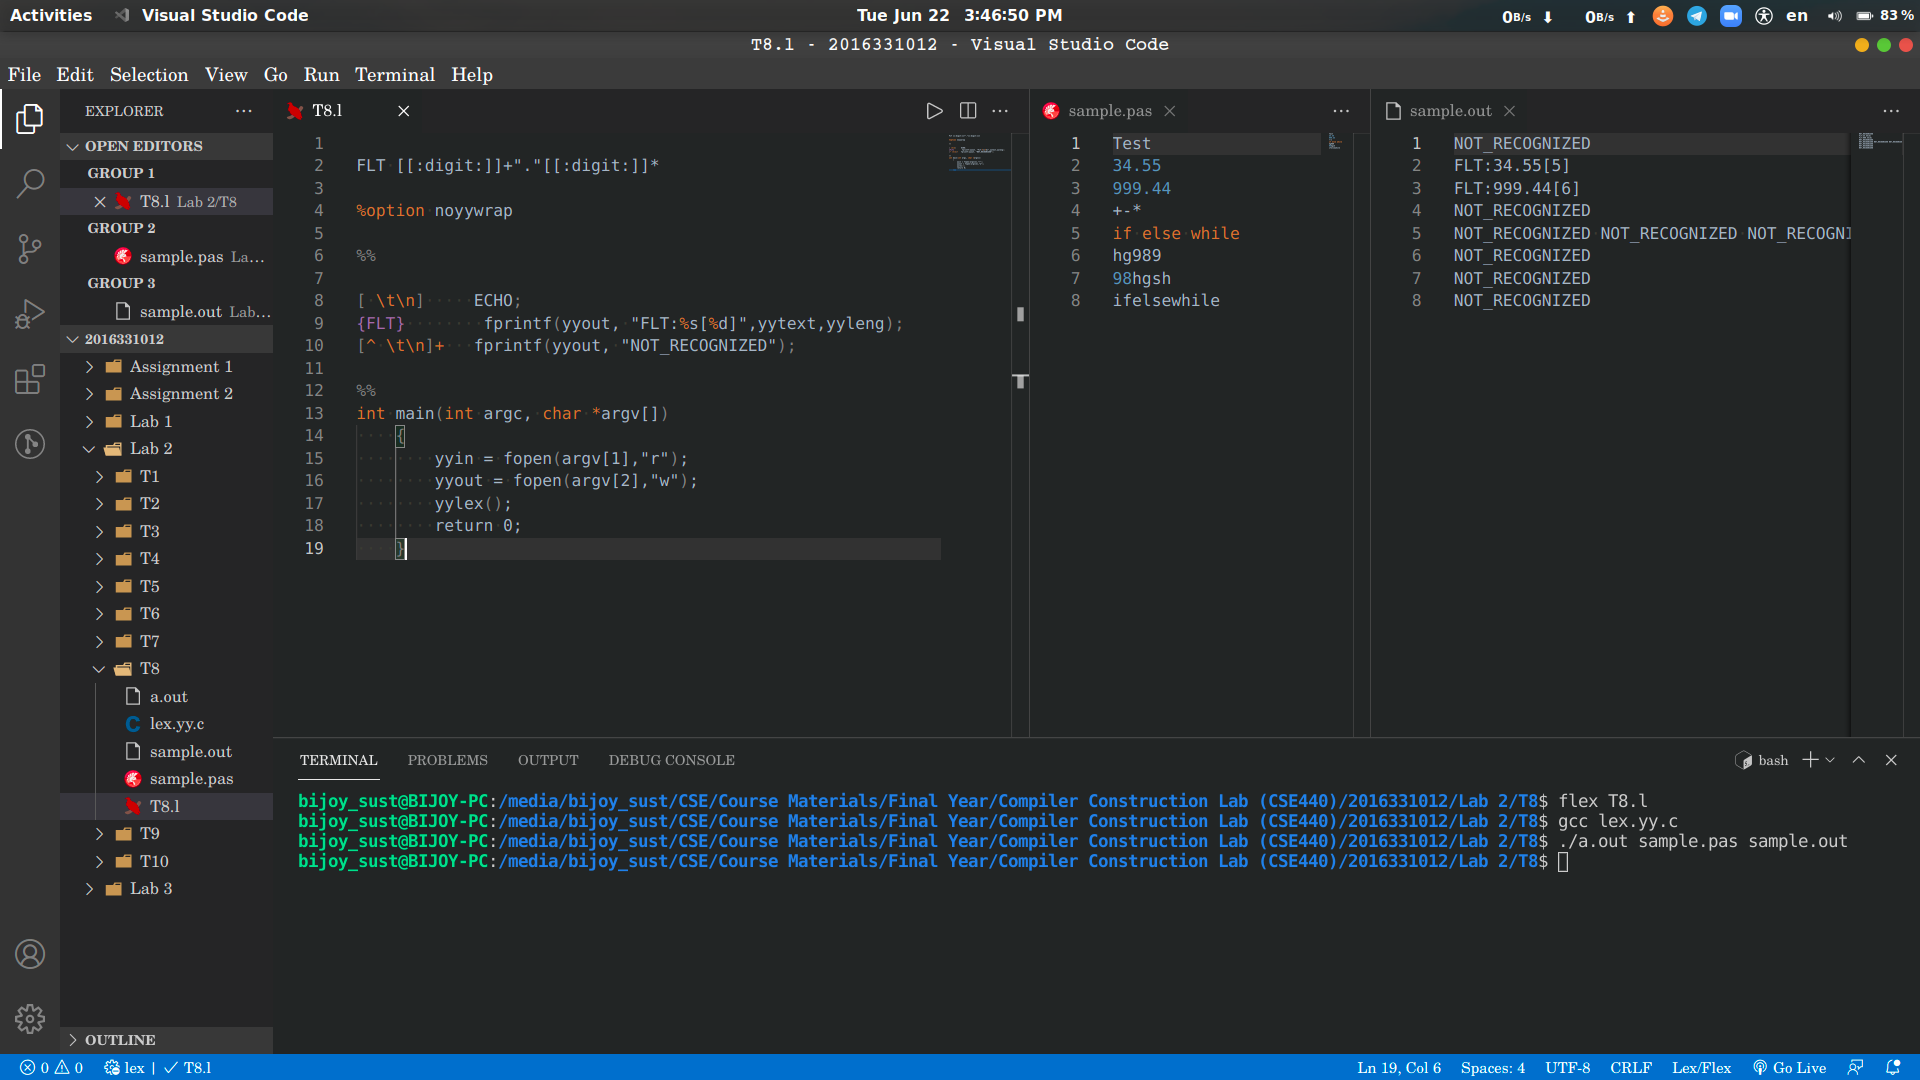 Activities Visual Studio Code Tue Jun 22 3:46:50 PM 0B/s 0B/s en 83 %
T8.l - 2016331012 - Visual Studio Code
File Edit Selection View Go Run Terminal Help
EXPLORER
OPEN EDITORS
GROUP 1
T8.l Lab 2/T8
GROUP 2
sample.pas La...
GROUP 3
sample.out Lab...
2016331012
Assignment 1
Assignment 2
Lab 1
Lab 2
T1
T2
T3
T4
T5
T6
T7
T8
a.out
lex.yy.c
sample.out
sample.pas
T8.l
T9
T10
Lab 3
OUTLINE
T8.l
1
2 FLT [[:digit:]]+"."[[:digit:]]*
3
4 %option noyywrap
5
6 %%
7
8 [ \t\n] ECHO;
9 {FLT} fprintf(yyout, "FLT:%s[%d]",yytext,yyleng);
10 [^ \t\n]+ fprintf(yyout, "NOT_RECOGNIZED");
11
12 %%
13 int main(int argc, char *argv[])
14 {
15 yyin = fopen(argv[1],"r");
16 yyout = fopen(argv[2],"w");
17 yylex();
18 return 0;
19 }
sample.pas
1 Test
2 34.55
3 999.44
4 +-*
5 if else while
6 hg989
7 98hgsh
8 ifelsewhile
sample.out
1 NOT_RECOGNIZED
2 FLT:34.55[5]
3 FLT:999.44[6]
4 NOT_RECOGNIZED
5 NOT_RECOGNIZED NOT_RECOGNIZED NOT_RECOGNI
6 NOT_RECOGNIZED
7 NOT_RECOGNIZED
8 NOT_RECOGNIZED
TERMINAL PROBLEMS OUTPUT DEBUG CONSOLE bash
bijoy_sust@BIJOY-PC:/media/bijoy_sust/CSE/Course Materials/Final Year/Compiler Construction Lab (CSE440)/2016331012/Lab 2/T8$ flex T8.l
bijoy_sust@BIJOY-PC:/media/bijoy_sust/CSE/Course Materials/Final Year/Compiler Construction Lab (CSE440)/2016331012/Lab 2/T8$ gcc lex.yy.c
bijoy_sust@BIJOY-PC:/media/bijoy_sust/CSE/Course Materials/Final Year/Compiler Construction Lab (CSE440)/2016331012/Lab 2/T8$ ./a.out sample.pas sample.out
bijoy_sust@BIJOY-PC:/media/bijoy_sust/CSE/Course Materials/Final Year/Compiler Construction Lab (CSE440)/2016331012/Lab 2/T8$
0 0 lex | T8.l Ln 19, Col 6 Spaces: 4 UTF-8 CRLF Lex/Flex Go Live